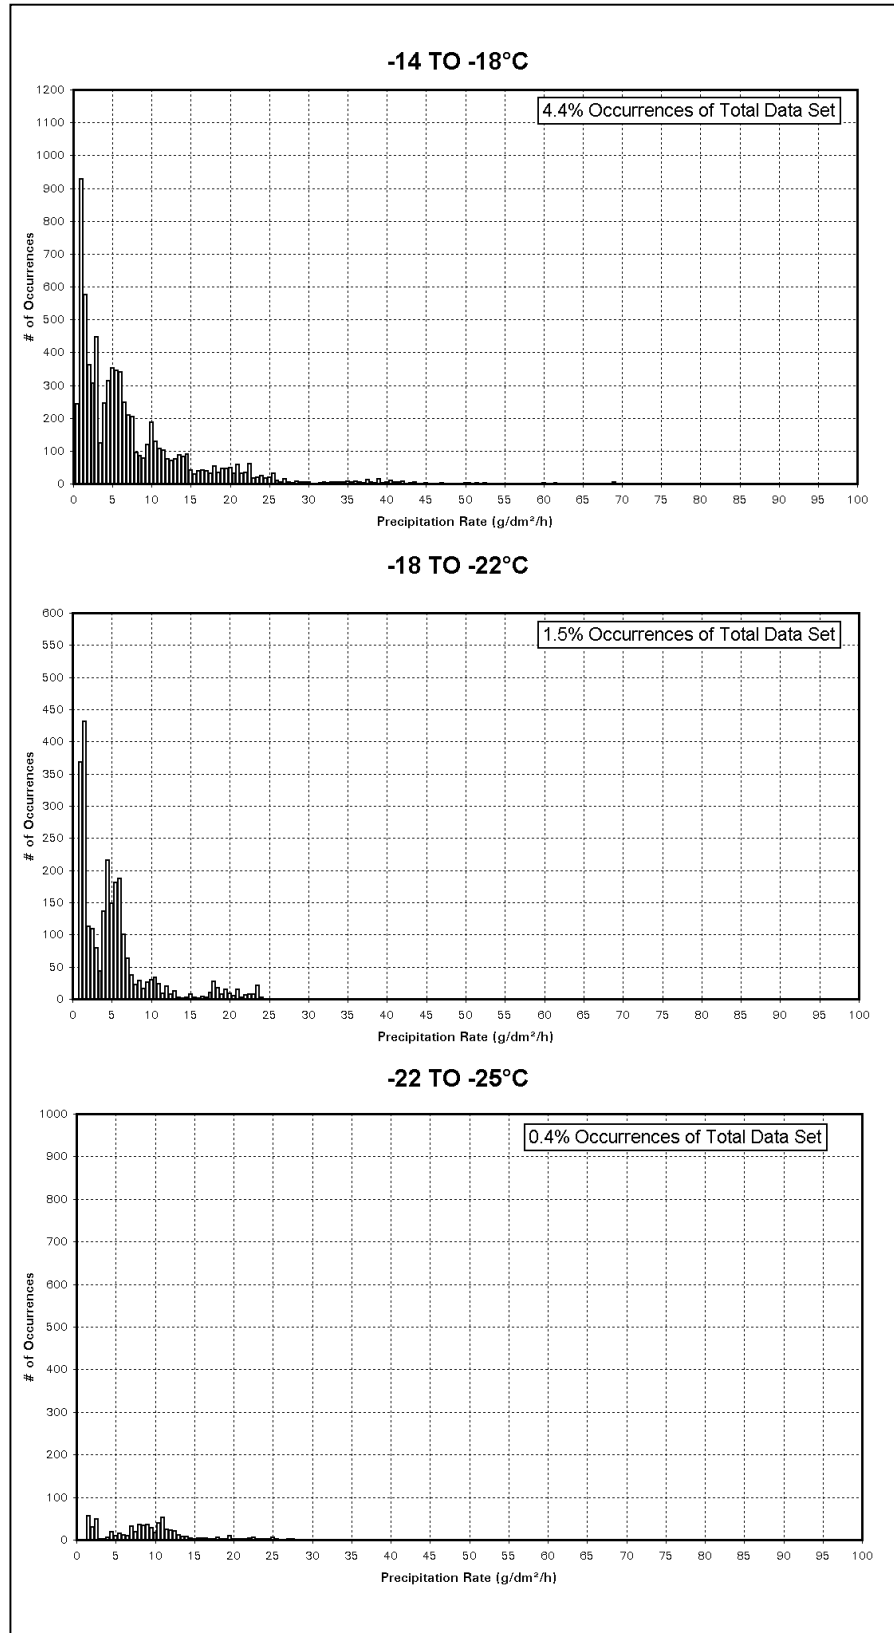 -14 TO -18°C
4.4% Occurrences of Total Data Set
1200
1100
1000
900
800
700
600
500
400
300
200
100
0
# of Occurrences
0 5 10 15 20 25 30 35 40 45 50 55 60 65 70 75 80 85 90 95 100
Precipitation Rate (g/dm²/h)
-18 TO -22°C
1.5% Occurrences of Total Data Set
600
550
500
450
400
350
300
250
200
150
100
50
0
# of Occurrences
0 5 10 15 20 25 30 35 40 45 50 55 60 65 70 75 80 85 90 95 100
Precipitation Rate (g/dm²/h)
-22 TO -25°C
0.4% Occurrences of Total Data Set
1000
900
800
700
600
500
400
300
200
100
0
# of Occurrences
0 5 10 15 20 25 30 35 40 45 50 55 60 65 70 75 80 85 90 95 100
Precipitation Rate (g/dm²/h)